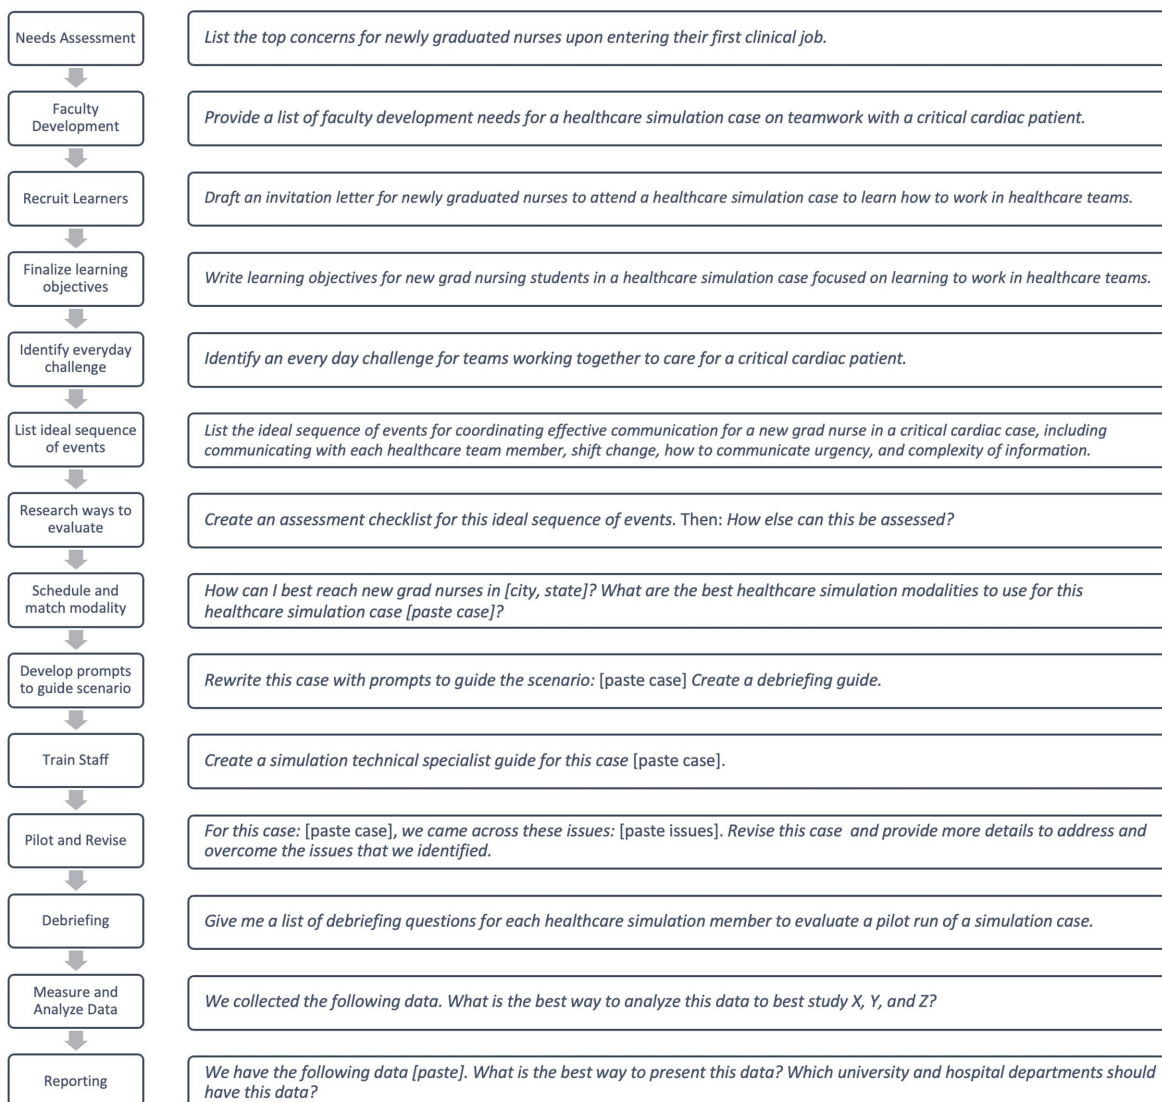 Needs Assessment
List the top concerns for newly graduated nurses upon entering their first clinical job.
Faculty
Development
Provide a list of faculty development needs for a healthcare simulation case on teamwork with a critical cardiac patient.
Recruit Learners
Draft an invitation letter for newly graduated nurses to attend a healthcare simulation case to learn how to work in healthcare teams.
Finalize learning
objectives
Write learning objectives for new grad nursing students in a healthcare simulation case focused on learning to work in healthcare teams.
Identify everyday
challenge
Identify an every day challenge for teams working together to care for a critical cardiac patient.
List ideal sequence
of events
List the ideal sequence of events for coordinating effective communication for a new grad nurse in a critical cardiac case, including
communicating with each healthcare team member, shift change, how to communicate urgency, and complexity of information.
Research ways to
evaluate
Create an assessment checklist for this ideal sequence of events. Then: How else can this be assessed?
Schedule and
match modality
How can I best reach new grad nurses in [city, state]? What are the best healthcare simulation modalities to use for this
healthcare simulation case [paste case]?
Develop prompts
to guide scenario
Rewrite this case with prompts to guide the scenario: [paste case] Create a debriefing guide.
Train Staff
Create a simulation technical specialist guide for this case [paste case].
Pilot and Revise
For this case: [paste case], we came across these issues: [paste issues]. Revise this case and provide more details to address and
overcome the issues that we identified.
Debriefing
Give me a list of debriefing questions for each healthcare simulation member to evaluate a pilot run of a simulation case.
Measure and
Analyze Data
We collected the following data. What is the best way to analyze this data to best study X, Y, and Z?
Reporting
We have the following data [paste]. What is the best way to present this data? Which university and hospital departments should
have this data?